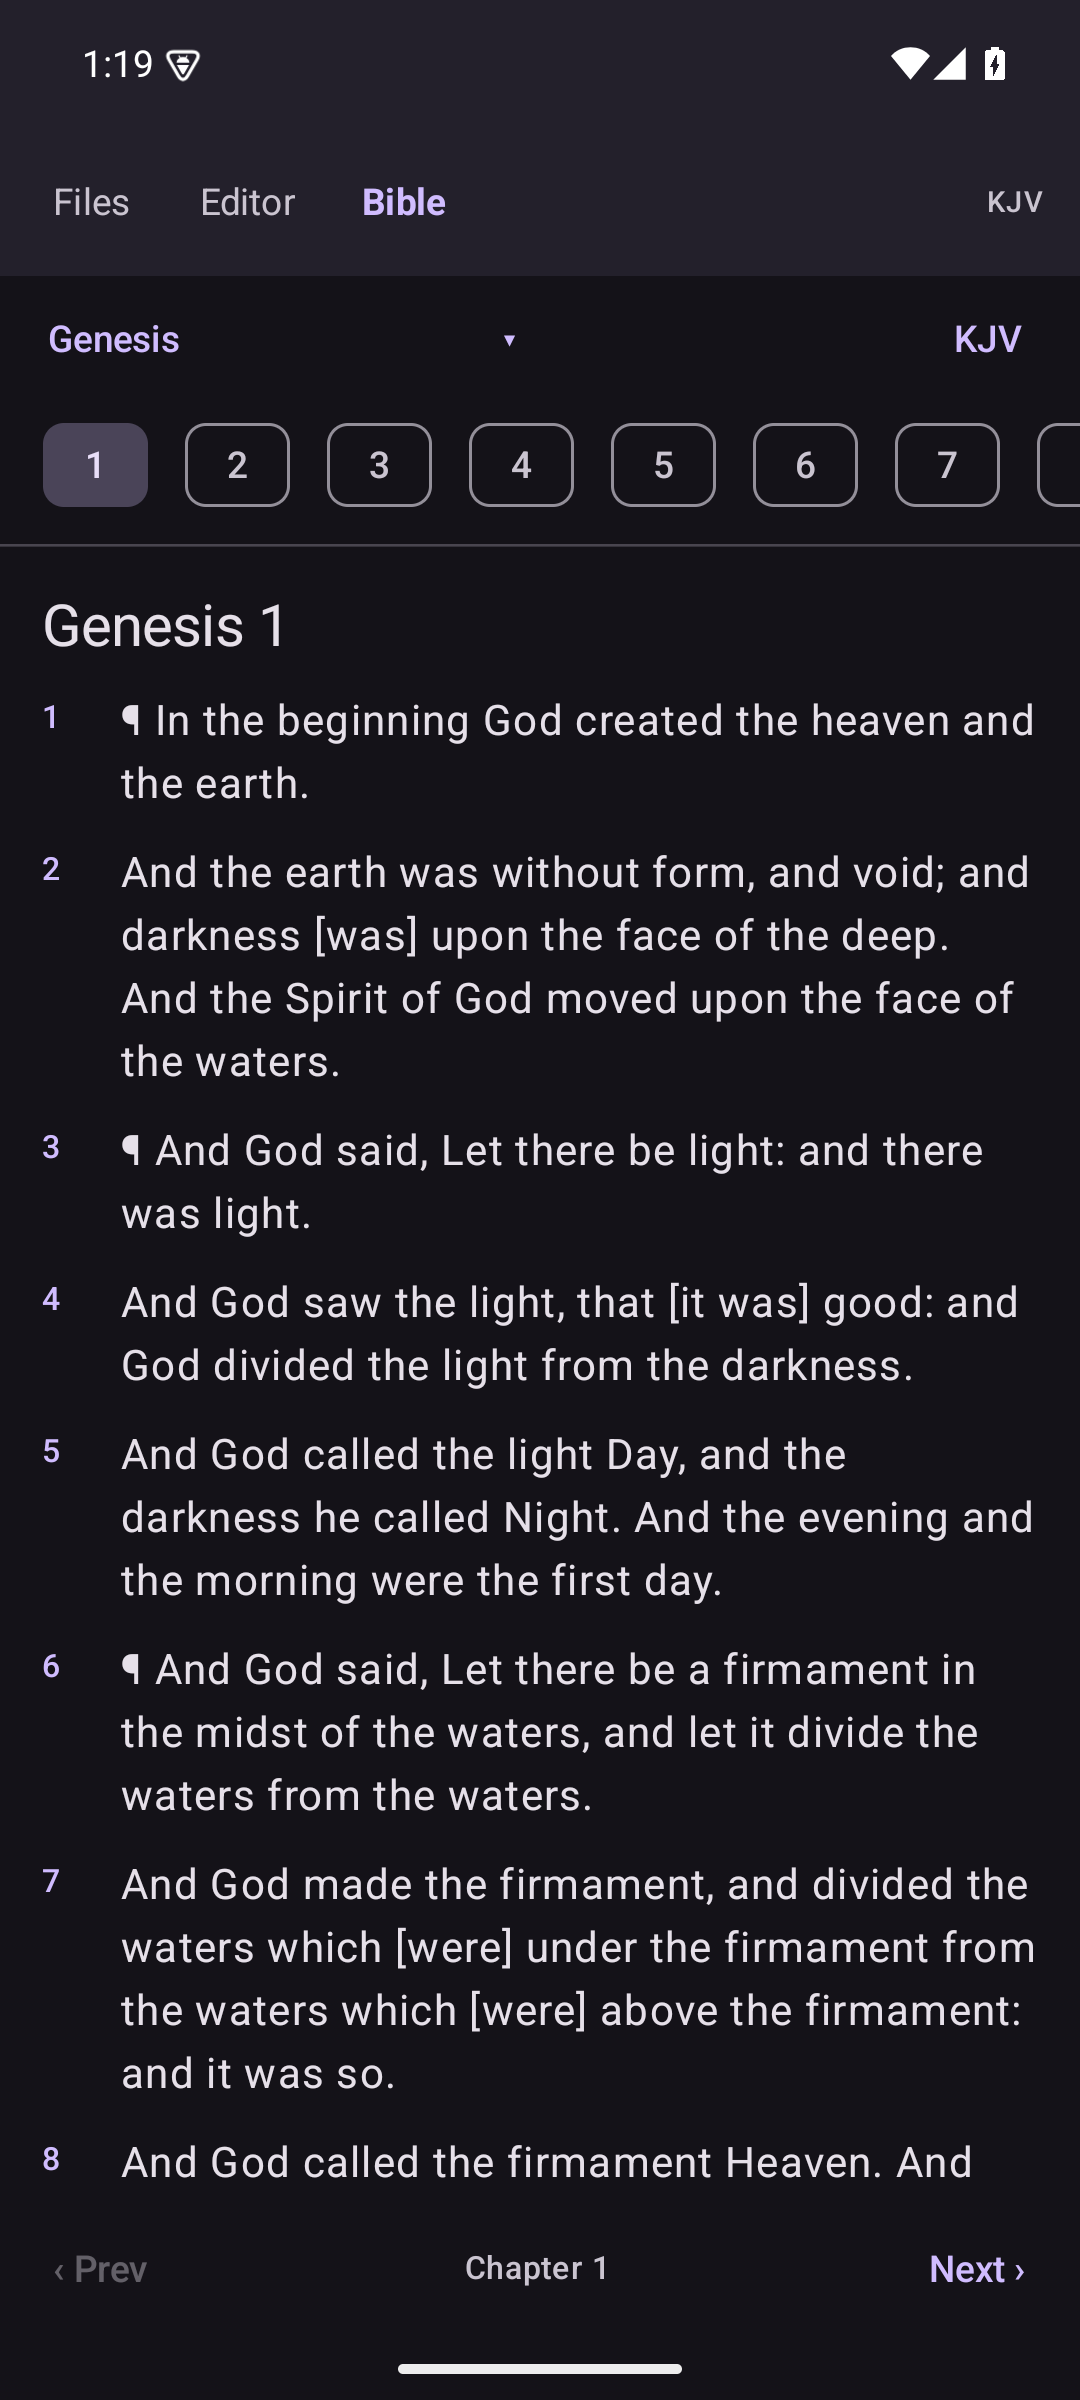 1:19
Files Editor Bible KJV
Genesis ▾ KJV
1 2 3 4 5 6 7
Genesis 1
1 ¶ In the beginning God created the heaven and
the earth.
2 And the earth was without form, and void; and
darkness [was] upon the face of the deep.
And the Spirit of God moved upon the face of
the waters.
3 ¶ And God said, Let there be light: and there
was light.
4 And God saw the light, that [it was] good: and
God divided the light from the darkness.
5 And God called the light Day, and the
darkness he called Night. And the evening and
the morning were the first day.
6 ¶ And God said, Let there be a firmament in
the midst of the waters, and let it divide the
waters from the waters.
7 And God made the firmament, and divided the
waters which [were] under the firmament from
the waters which [were] above the firmament:
and it was so.
8 And God called the firmament Heaven. And
‹ Prev Chapter 1 Next ›